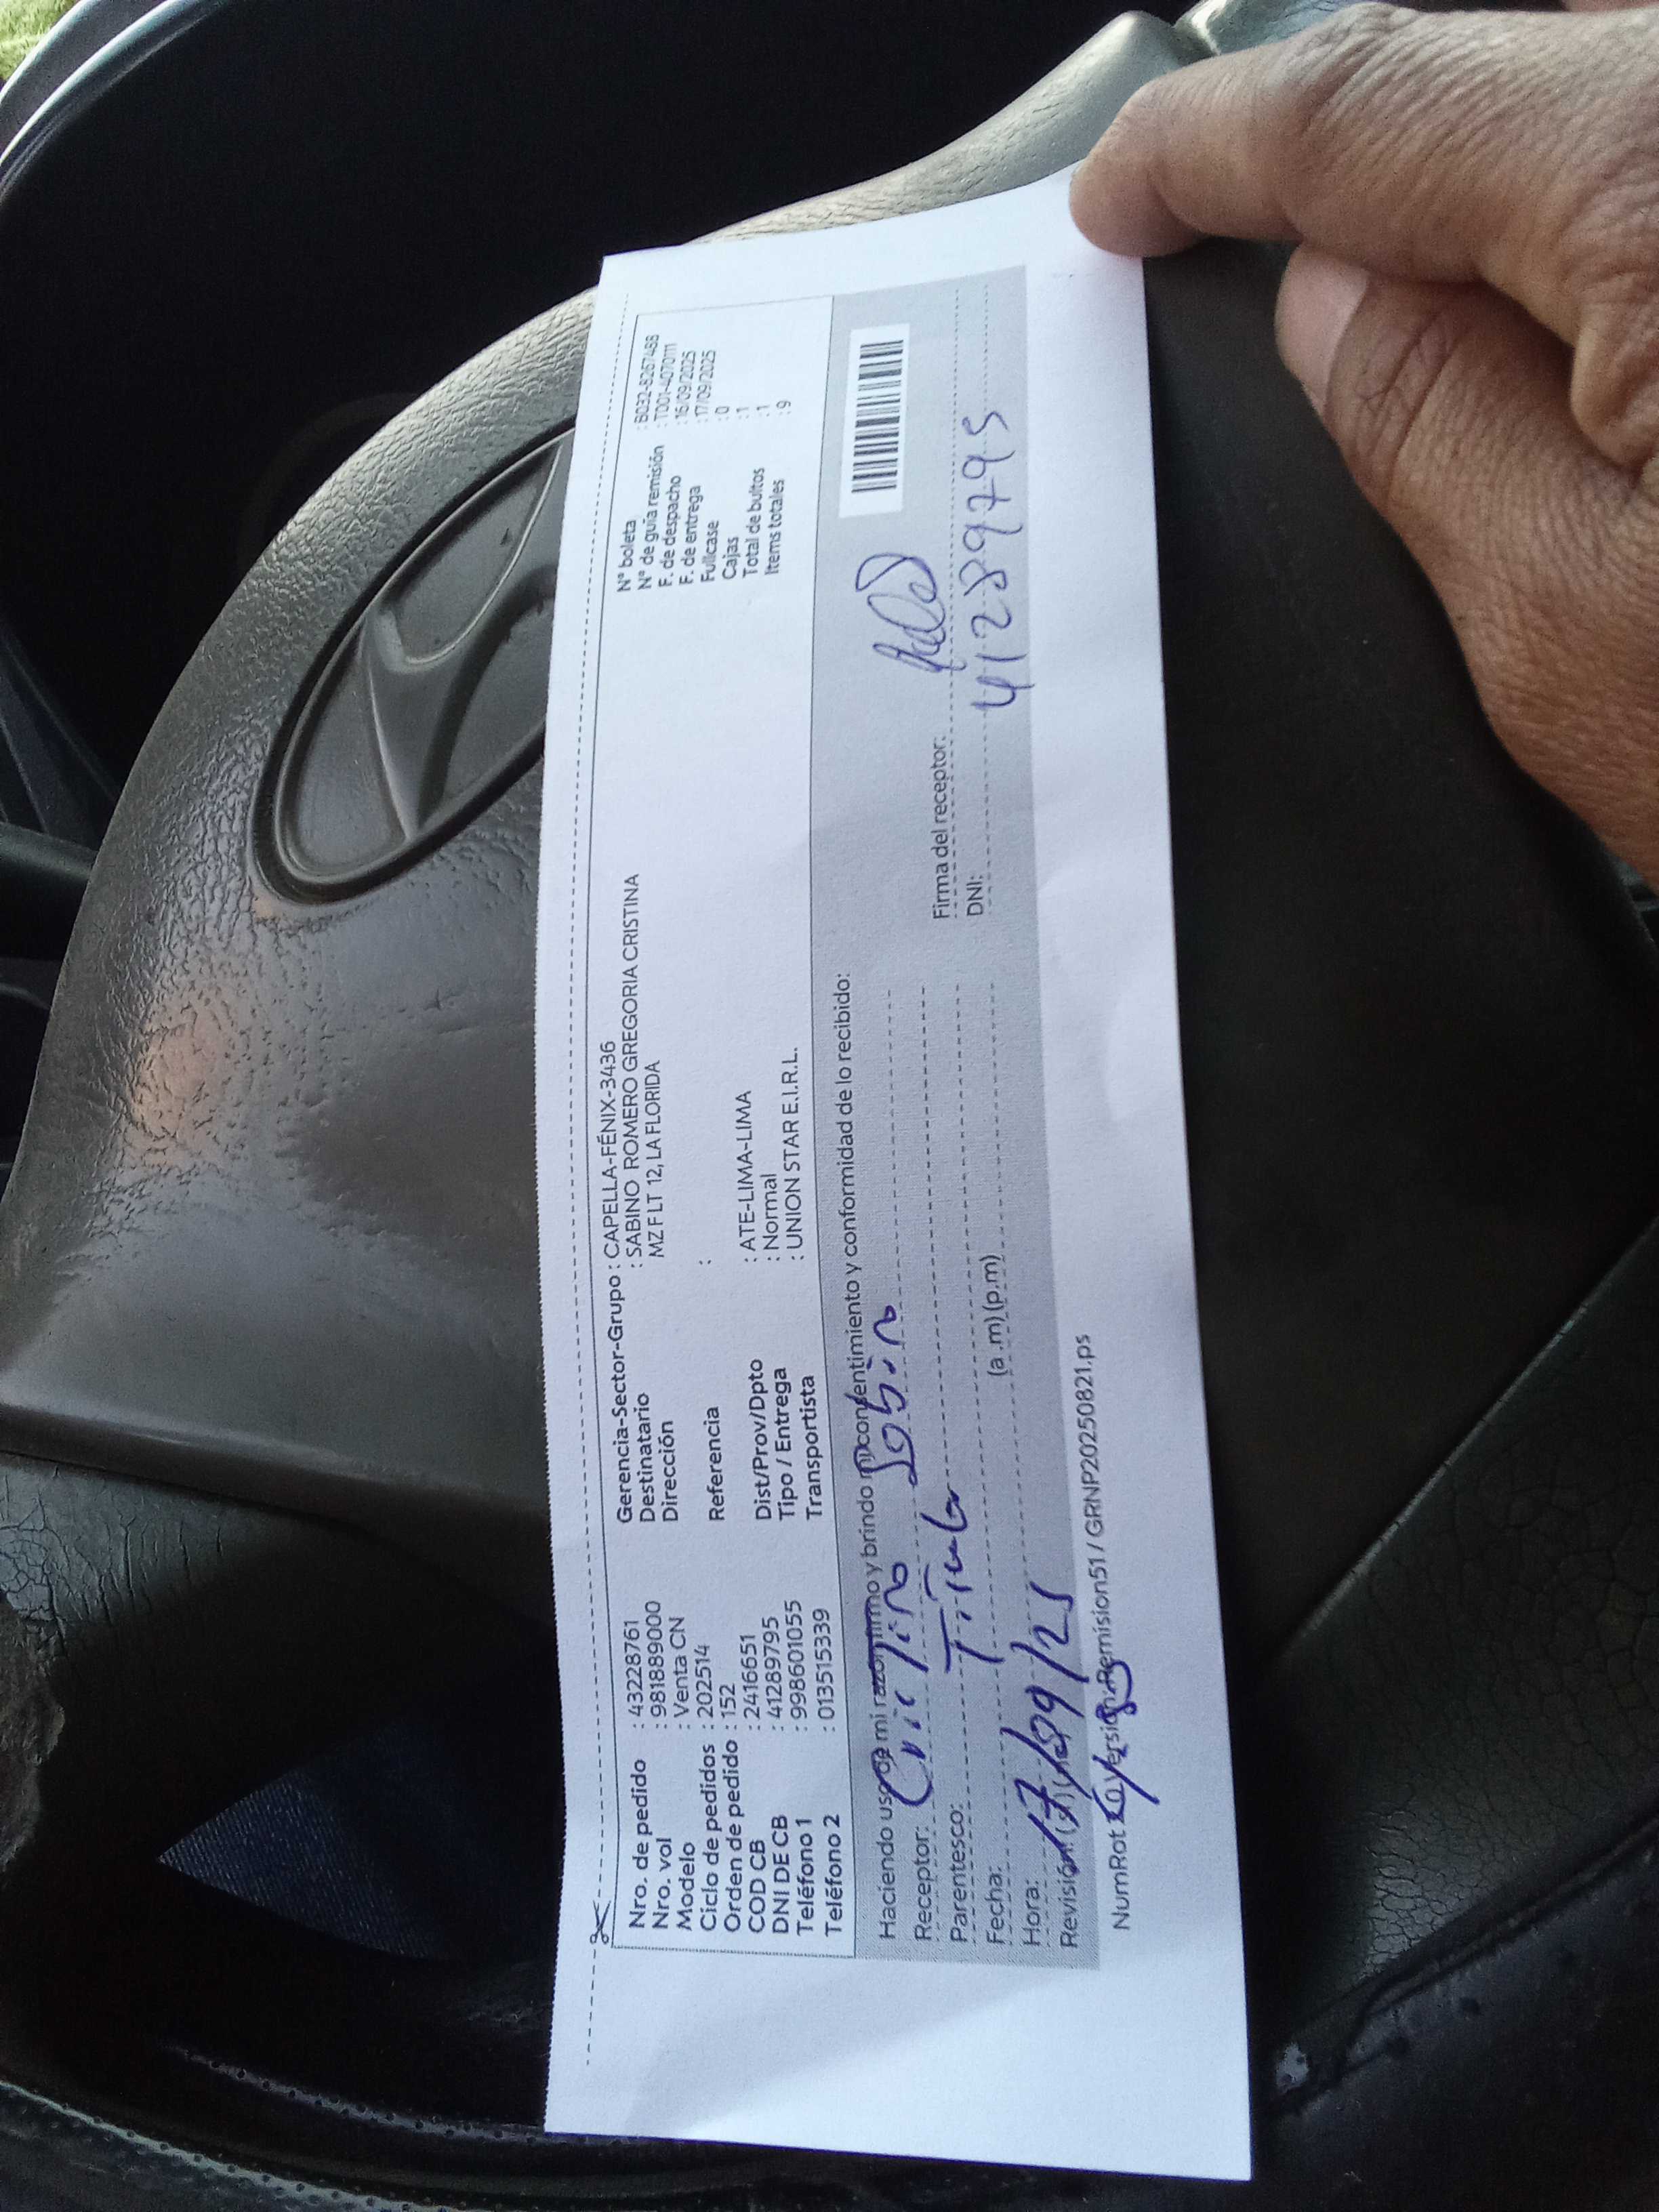 Nro. de pedido : 43228761
Nro. vol : 981889000
Modelo : Venta CN
Ciclo de pedidos : 202514
Orden de pedido : 152
COD CB : 2416651
DNI DE CB : 41289795
Teléfono 1 : 998601055
Teléfono 2 : 013515339
Gerencia-Sector-Grupo : CAPELLA-FÉNIX-3436
Destinatario : SABINO ROMERO GREGORIA CRISTINA
Dirección MZ F LT 12, LA FLORIDA
Referencia :
Dist/Prov/Dpto : ATE-LIMA-LIMA
Tipo / Entrega : Normal
Transportista : UNION STAR E.I.R.L.
N° boleta : B032-8267488
N° de guía remisión : T001-4070111
F. de despacho : 16/09/2025
F. de entrega : 17/09/2025
Fullcase : 0
Cajas : 1
Total de bultos : 1
Items totales : 9
Haciendo uso de mi razón firmo y brindo mi consentimiento y conformidad de lo recibido:
Receptor: Cristina Sabino
Parentesco: Titular
Fecha: 17/09/25
Hora: (a.m) (p.m)
Firma del receptor:
DNI: 41289795
NumRot Remision51 / GRNP20250821.ps